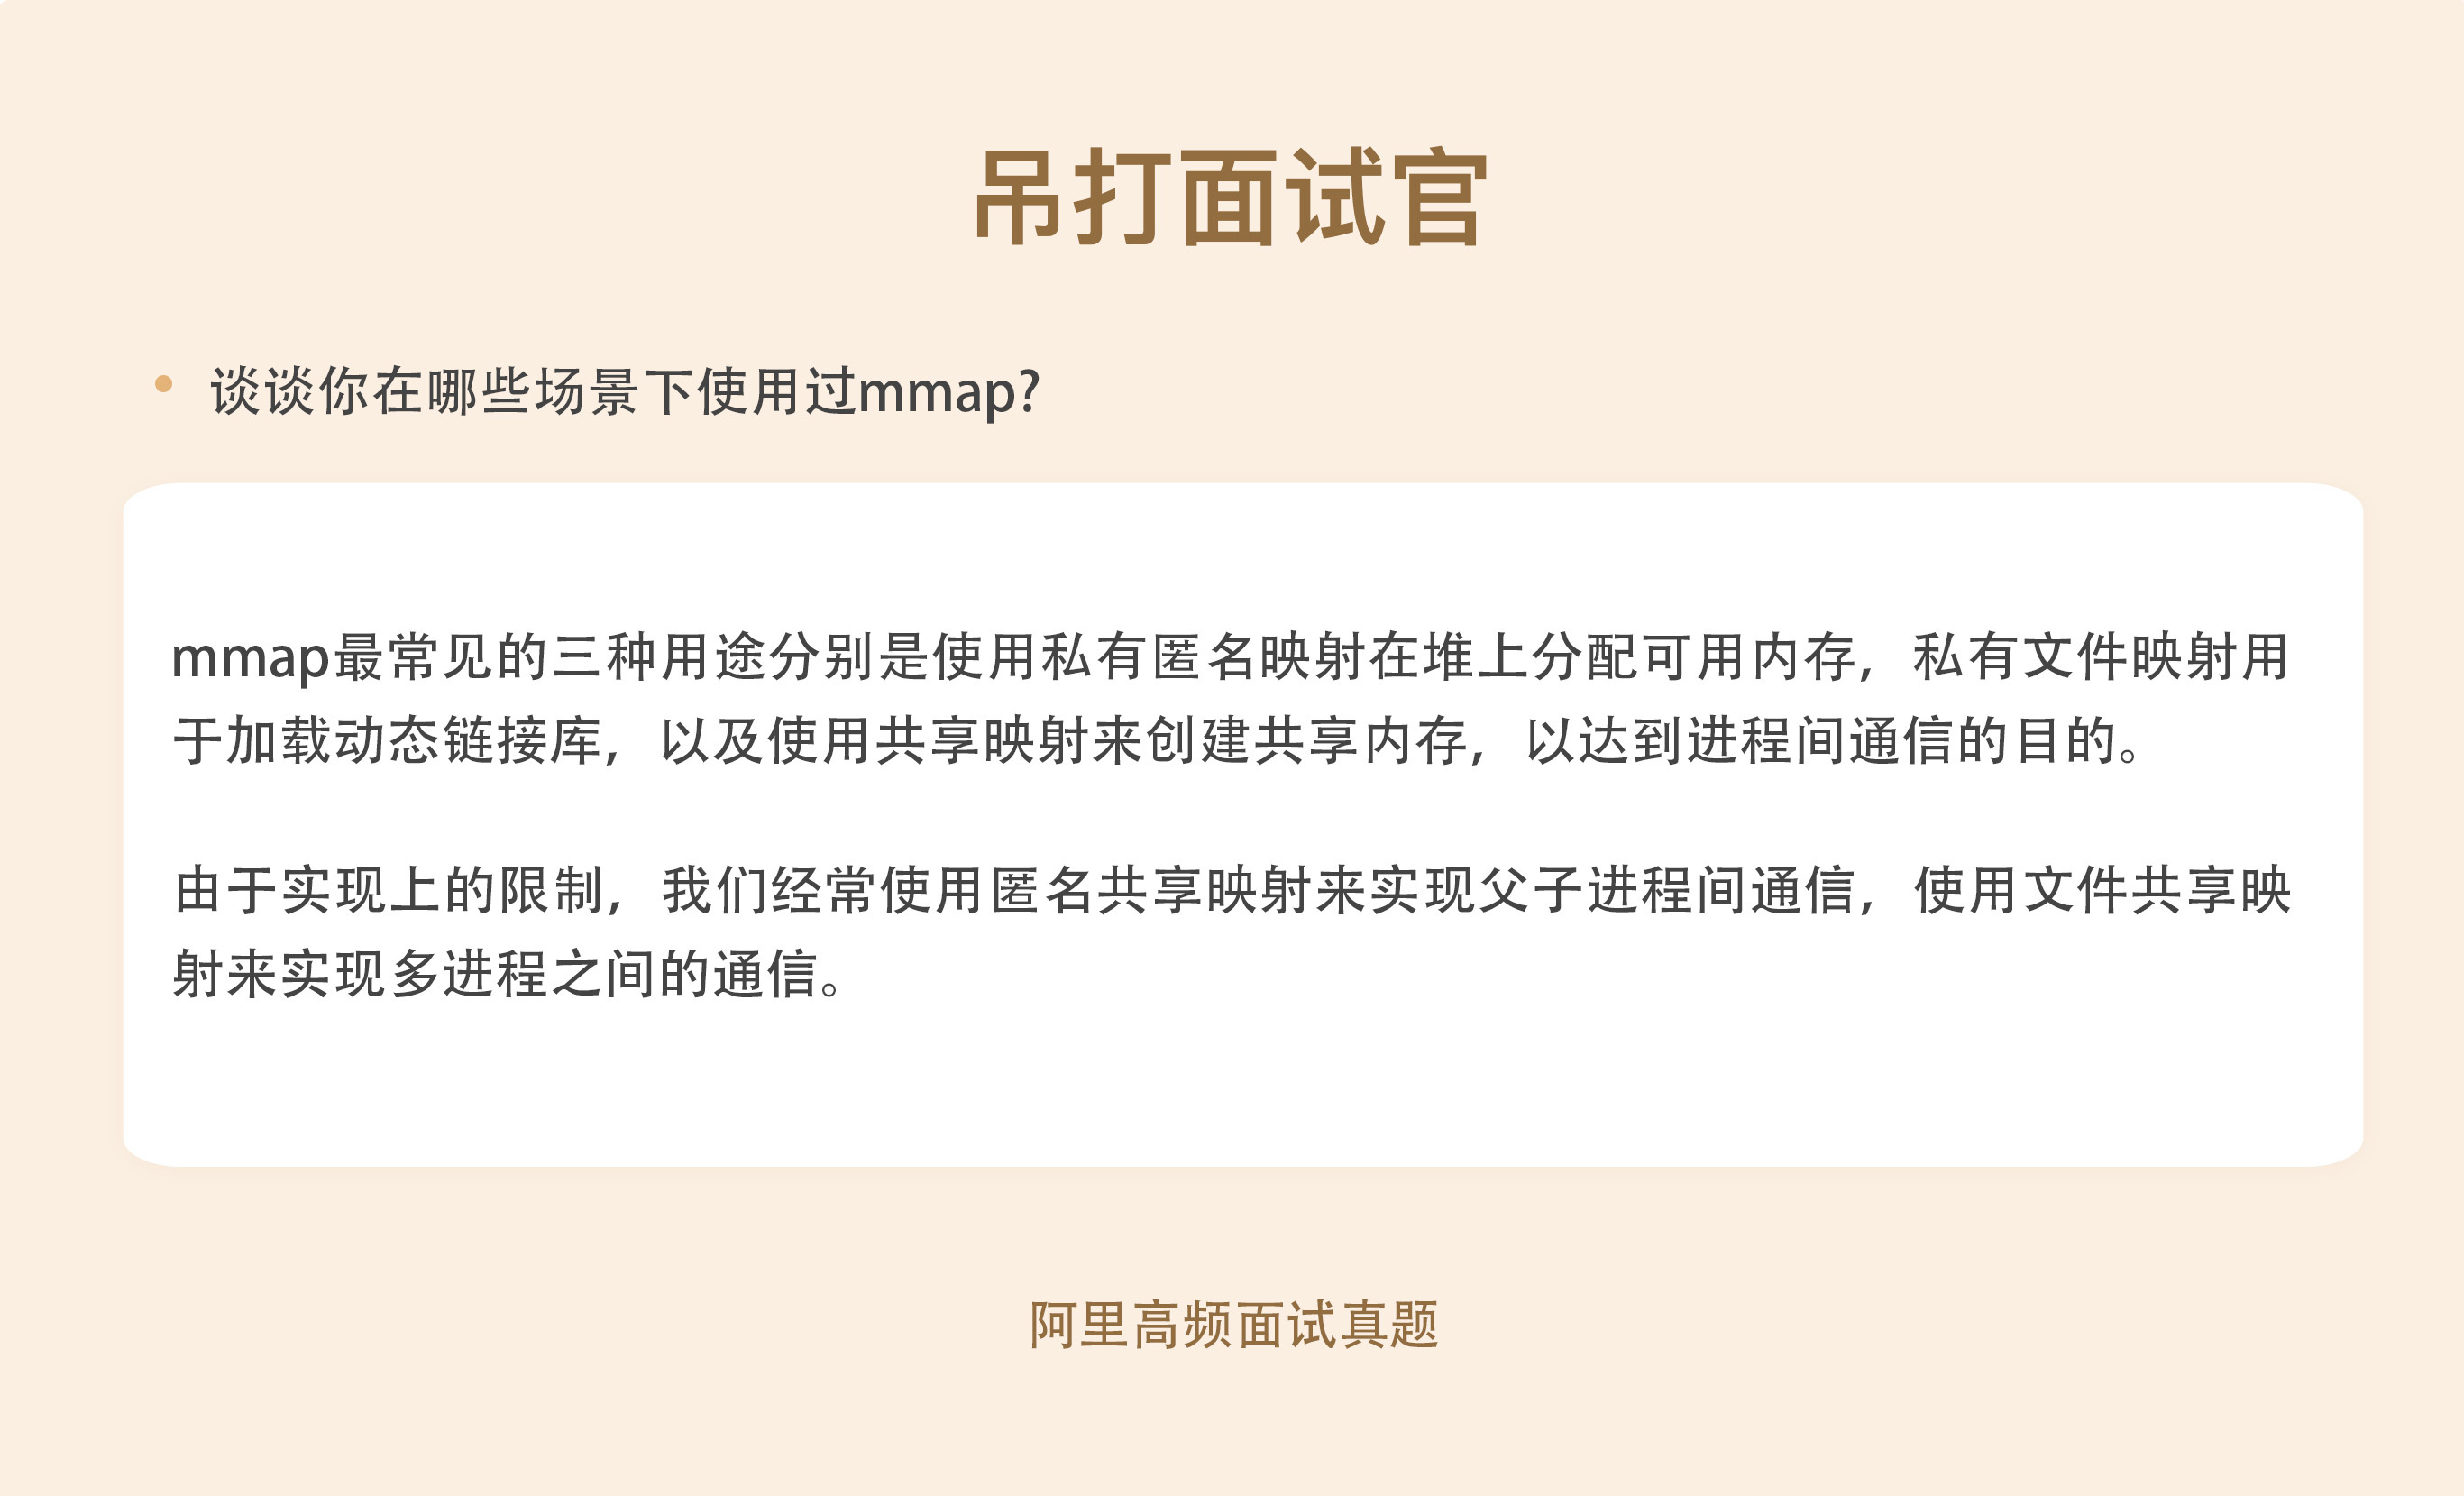 吊打面试官
谈谈你在哪些场景下使用过mmap?
mmap最常见的三种用途分别是使用私有匿名映射在堆上分配可用内存，私有文件映射用
于加载动态链接库，以及使用共享映射来创建共享内存，以达到进程间通信的目的。
由于实现上的限制，我们经常使用匿名共享映射来实现父子进程间通信，使用文件共享映
射来实现多进程之间的通信。
阿里高频面试真题